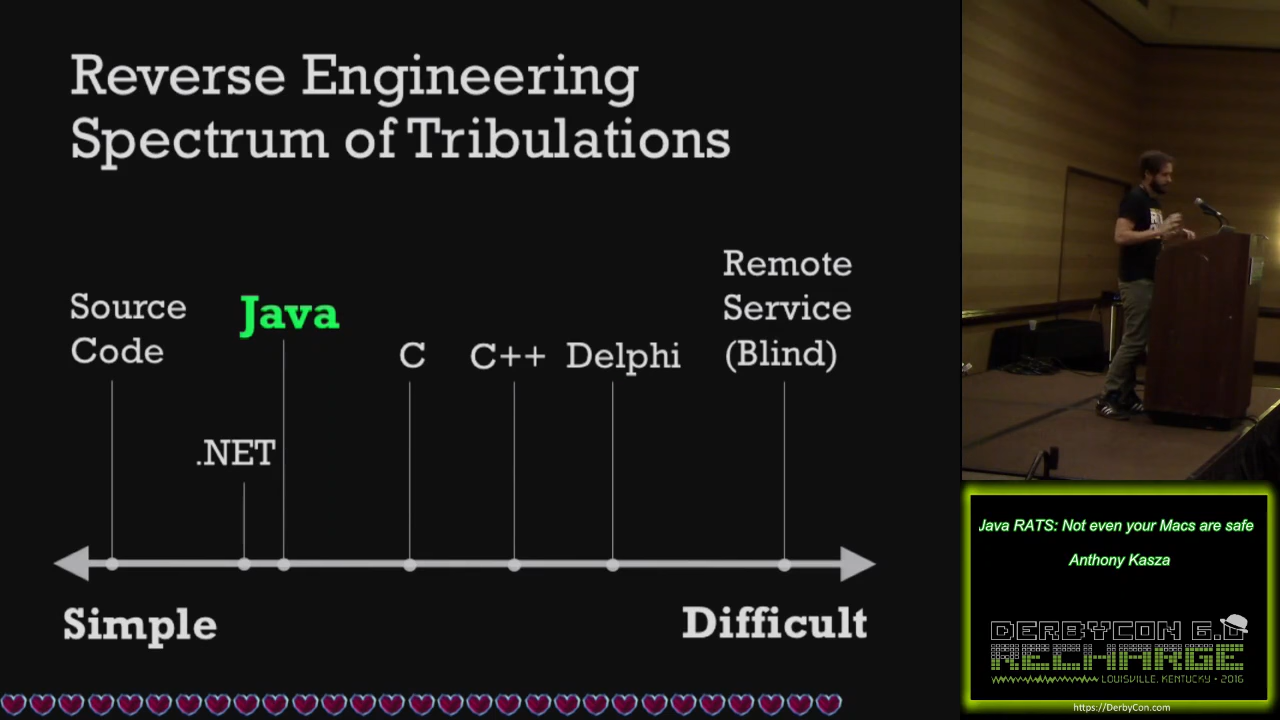 Reverse Engineering
Spectrum of Tribulations
Source
Code
.NET
Java
C
C++
Delphi
Remote
Service
(Blind)
Simple
Difficult
Java RATS: Not even your Macs are safe
Anthony Kasza
DERBYCON 6.0
RECHARGE
LOUISVILLE, KENTUCKY • 2016
https://DerbyCon.com